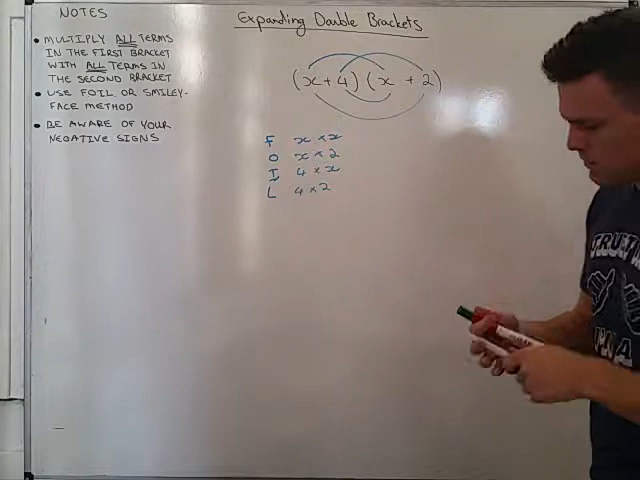 NOTES
Expanding Double Brackets
• MULTIPLY ALL TERMS
IN THE FIRST BRACKET
WITH ALL TERMS IN
THE SECOND BRACKET
• USE FOIL OR SMILEY-
FACE METHOD
• BE AWARE OF YOUR
NEGATIVE SIGNS
(x+4)(x+2)
F x×x
O x×2
I 4×x
L 4×2